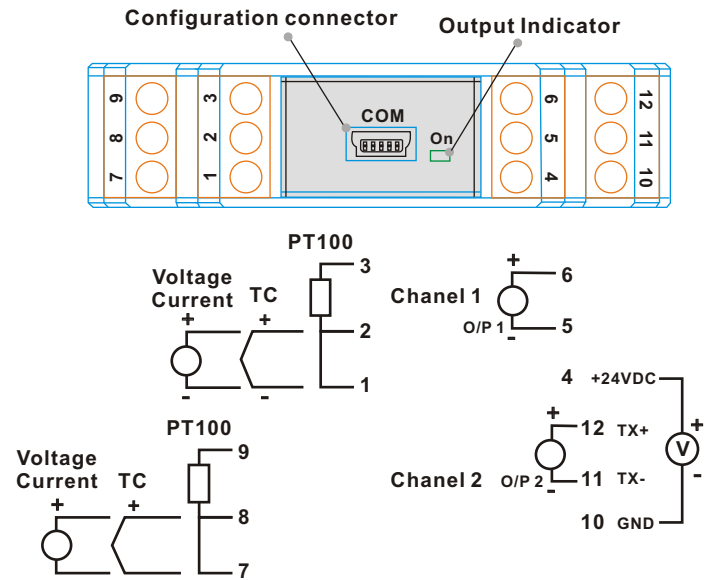 Configuration connector
Output Indicator
9 3 COM 6 12
8 2 On 5 11
7 1 4 10
PT100
3
Voltage
Current
TC
+ +
2
- -
1
Chanel 1
+
6
O/P 1
5
-
4 +24VDC
+
12 TX+
+
V
-
Chanel 2
O/P 2
11 TX-
-
10 GND
PT100
9
Voltage
Current
TC
+ +
8
- -
7